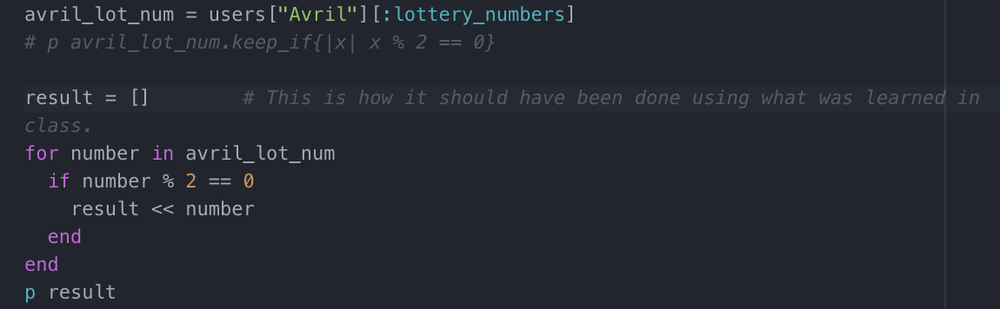 avril_lot_num = users["Avril"][:lottery_numbers]
# p avril_lot_num.keep_if{|x| x % 2 == 0}
result = []        # This is how it should have been done using what was learned in
class.
for number in avril_lot_num
  if number % 2 == 0
    result << number
  end
end
p result